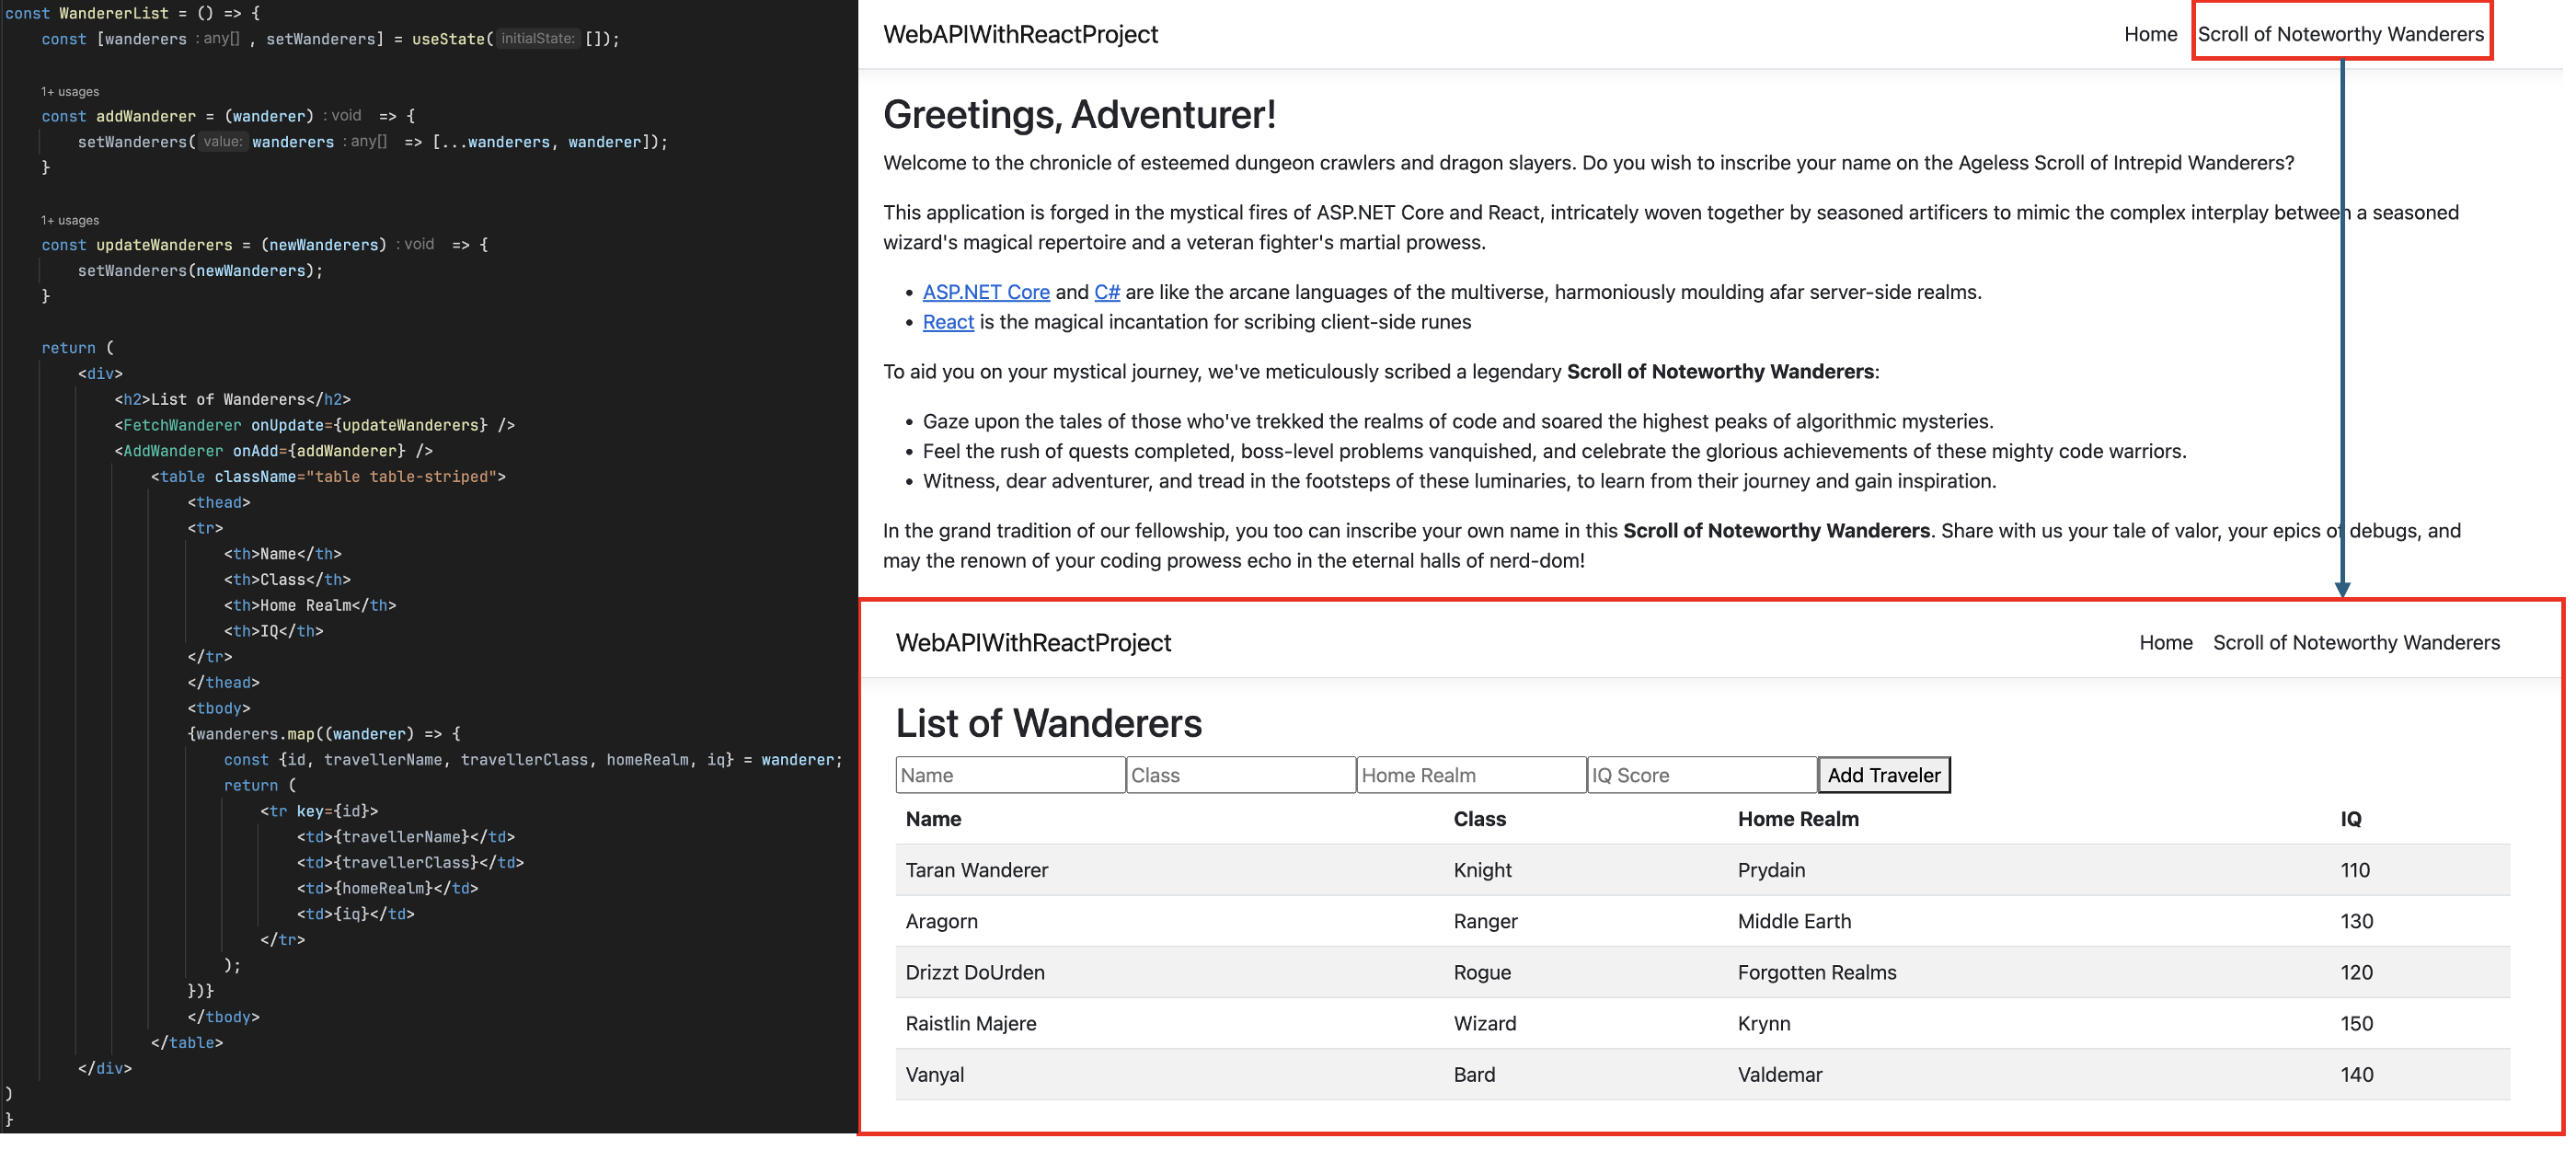 const WandererList = () => {
const [wanderers : any[] , setWanderers] = useState( initialState: []);
1+ usages
const addWanderer = (wanderer) : void => {
setWanderers( value: wanderers : any[] => [...wanderers, wanderer]);
}
1+ usages
const updateWanderers = (newWanderers) : void => {
setWanderers(newWanderers);
}
return (
<div>
<h2>List of Wanderers</h2>
<FetchWanderer onUpdate={updateWanderers} />
<AddWanderer onAdd={addWanderer} />
<table className="table table-striped">
<thead>
<tr>
<th>Name</th>
<th>Class</th>
<th>Home Realm</th>
<th>IQ</th>
</tr>
</thead>
<tbody>
{wanderers.map((wanderer) => {
const {id, travellerName, travellerClass, homeRealm, iq} = wanderer;
return (
<tr key={id}>
<td>{travellerName}</td>
<td>{travellerClass}</td>
<td>{homeRealm}</td>
<td>{iq}</td>
</tr>
);
})}
</tbody>
</table>
</div>
)
}
WebAPIWithReactProject Home Scroll of Noteworthy Wanderers
Greetings, Adventurer!
Welcome to the chronicle of esteemed dungeon crawlers and dragon slayers. Do you wish to inscribe your name on the Ageless Scroll of Intrepid Wanderers?
This application is forged in the mystical fires of ASP.NET Core and React, intricately woven together by seasoned artificers to mimic the complex interplay between a seasoned
wizard's magical repertoire and a veteran fighter's martial prowess.
• ASP.NET Core and C# are like the arcane languages of the multiverse, harmoniously moulding afar server-side realms.
• React is the magical incantation for scribing client-side runes
To aid you on your mystical journey, we've meticulously scribed a legendary Scroll of Noteworthy Wanderers:
• Gaze upon the tales of those who've trekked the realms of code and soared the highest peaks of algorithmic mysteries.
• Feel the rush of quests completed, boss-level problems vanquished, and celebrate the glorious achievements of these mighty code warriors.
• Witness, dear adventurer, and tread in the footsteps of these luminaries, to learn from their journey and gain inspiration.
In the grand tradition of our fellowship, you too can inscribe your own name in this Scroll of Noteworthy Wanderers. Share with us your tale of valor, your epics of debugs, and
may the renown of your coding prowess echo in the eternal halls of nerd-dom!
WebAPIWithReactProject Home Scroll of Noteworthy Wanderers
List of Wanderers
Name Class Home Realm IQ Score Add Traveler
Name Class Home Realm IQ
Taran Wanderer Knight Prydain 110
Aragorn Ranger Middle Earth 130
Drizzt DoUrden Rogue Forgotten Realms 120
Raistlin Majere Wizard Krynn 150
Vanyal Bard Valdemar 140